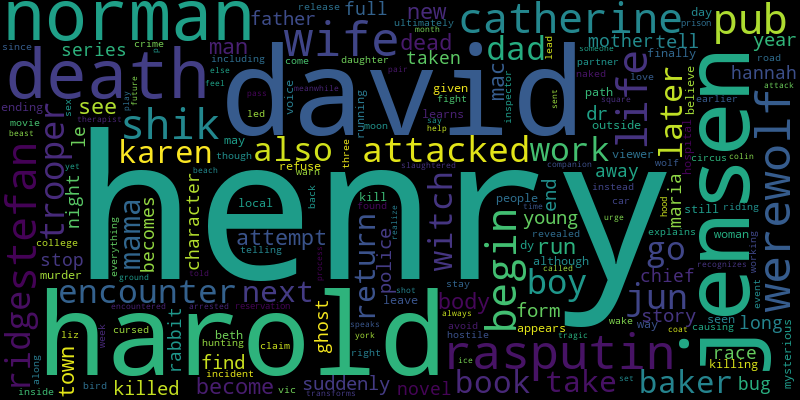 norman
father
full
new
release
ultimately
month
catherine
day
prison
pub
since
crime
series
man
wife
dead
dad
mother
tell
finally
year
death
including
else
feel
come
daughter
taken
mac
lead
someone
partner
naked
love
life
hannah
road
attack
ending
movie
beast
see
sex
therapist
play
future
shik
david
voice
led
running
moon
given
fight
learns
pair
inspector
dr
path
outside
believe
earlier
later
jensen
werewolf
trooper
le
night
yet
karen
also
may
though
pass
meanwhile
attacked
say
help
sent
work
square
viewer
away
wolf
maria
hospital
circus
colin
refuse
beach
three
warn
slaughtered
companion
instead
stefan
ridge
college
stop
murder
everything
mama
becomes
character
henry
local
telling
attempt
ghost
back
kill
found
return
realize
police
witch
people
time
young
end
boy
car
urge
hood
still
riding
woman
go
explains
recognizes
working
event
ground
begin
run
dy
revealed
although
called
chief
encounter
next
stay
leave
shot
body
form
appears
jun
story
wake
way
seen
causing
long
coat
mysterious
harold
encountered
arrested
reservation
always
avoid
hostile
tragic
town
liz
week
cursed
rabbit
beth
hunting
find
incident
claim
york
speaks
right
ice
asputin
race
killing
along
inside
bird
killed
become
vic
suddenly
transforms
novel
book
take
set
baker
bug